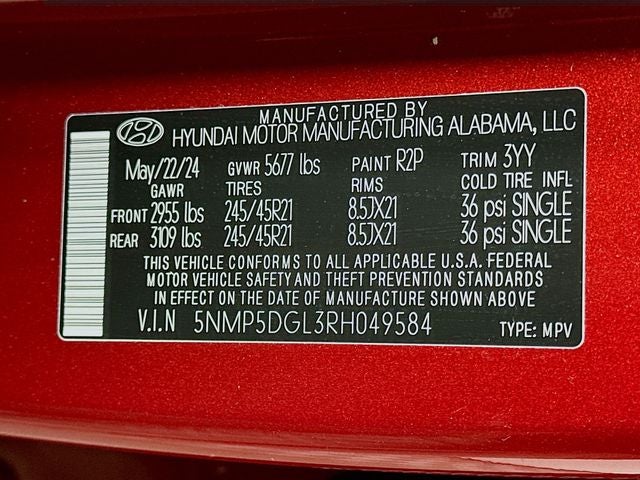 MANUFACTURED BY
HYUNDAI MOTOR MANUFACTURING ALABAMA, LLC
May/22/24 GVWR 5677 lbs PAINT R2P TRIM 3YY
GAWR TIRES RIMS COLD TIRE INFL
FRONT 2955 lbs 245/45R21 8.5JX21 36 psi SINGLE
REAR 3109 lbs 245/45R21 8.5JX21 36 psi SINGLE
THIS VEHICLE CONFORMS TO ALL APPLICABLE U.S.A. FEDERAL
MOTOR VEHICLE SAFETY AND THEFT PREVENTION STANDARDS
IN EFFECT ON THE DATE OF MANUFACTURE SHOWN ABOVE
V.I.N 5NMP5DGL3RH049584 TYPE: MPV